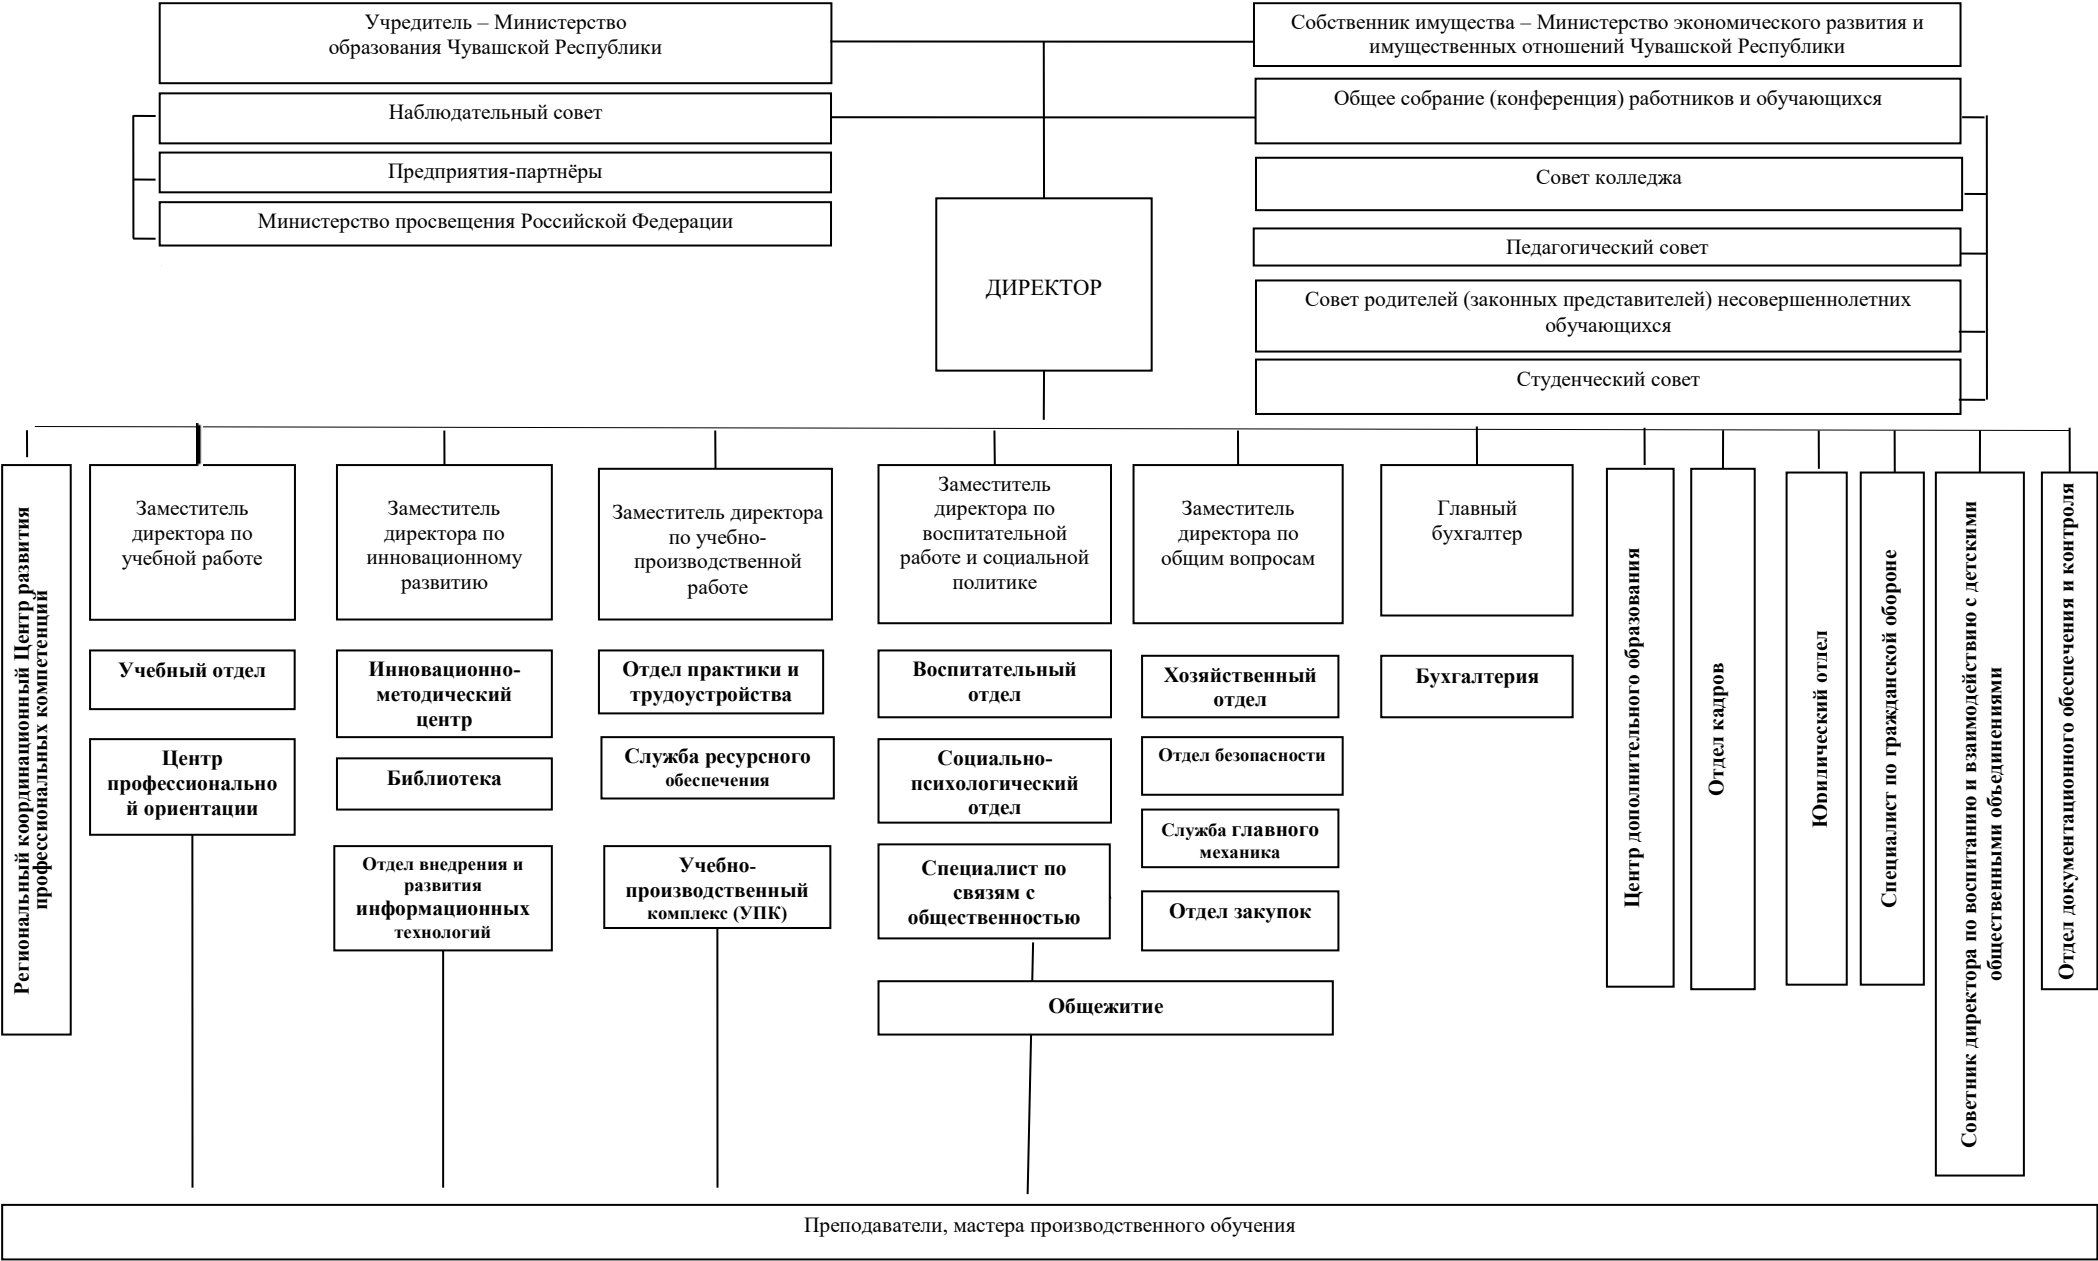 Учредитель – Министерство
образования Чувашской Республики
Собственник имущества – Министерство экономического развития и
имущественных отношений Чувашской Республики
Наблюдательный совет
Общее собрание (конференция) работников и обучающихся
Предприятия-партнёры
Совет колледжа
Министерство просвещения Российской Федерации
Педагогический совет
ДИРЕКТОР
Совет родителей (законных представителей) несовершеннолетних
обучающихся
Студенческий совет
Региональный координационный Центр развития
профессиональных компетенций
Заместитель
директора по
учебной работе
Заместитель
директора по
инновационному
развитию
Заместитель директора
по учебно-
производственной
работе
Заместитель
директора по
воспитательной
работе и социальной
политике
Заместитель
директора по
общим вопросам
Главный
бухгалтер
Центр дополнительного образования
Отдел кадров
Юридический отдел
Специалист по гражданской обороне
Советник директора по воспитанию и взаимодействию с детскими
общественными объединениями
Отдел документационного обеспечения и контроля
Учебный отдел
Инновационно-
методический
центр
Отдел практики и
трудоустройства
Воспитательный
отдел
Хозяйственный
отдел
Бухгалтерия
Центр
профессионально
й ориентации
Библиотека
Служба ресурсного
обеспечения
Социально-
психологический
отдел
Отдел безопасности
Служба главного
механика
Отдел внедрения и
развития
информационных
технологий
Учебно-
производственный
комплекс (УПК)
Специалист по
связям с
общественностью
Отдел закупок
Общежитие
Преподаватели, мастера производственного обучения